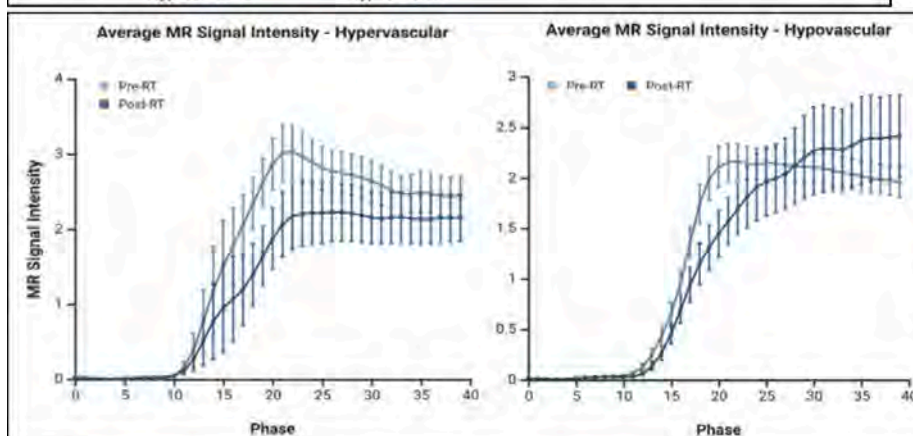 Average MR Signal Intensity - Hypervascular
MR Signal Intensity
4
3
2
1
0
Pre-RT
Post-RT
0 5 10 15 20 25 30 35 40
Phase
Average MR Signal Intensity - Hypovascular
3
2.5
2
1.5
1
0.5
0
Pre-RT Post-RT
0 5 10 15 20 25 30 35 40
Phase